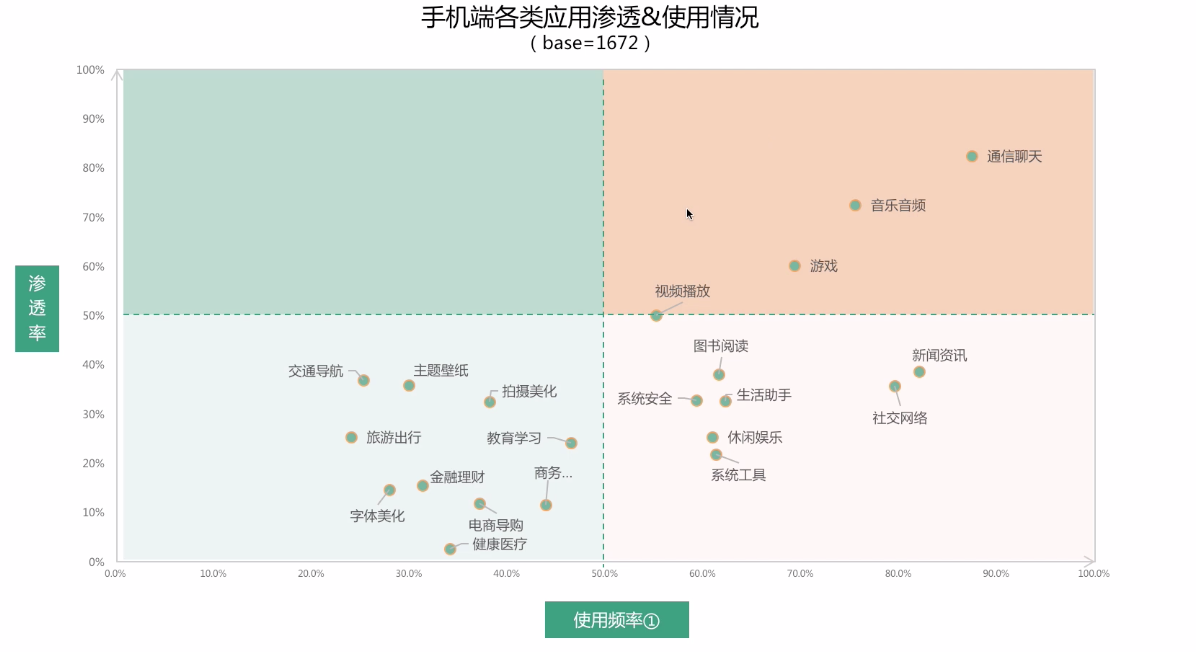 手机端各类应用渗透&使用情况
（base=1672）
100%
90%
80%
70%
60%
50%
40%
30%
20%
10%
0%
渗
透
率
通信聊天
音乐音频
游戏
视频播放
图书阅读
新闻资讯
交通导航
主题壁纸
拍摄美化
系统安全
生活助手
社交网络
旅游出行
教育学习
休闲娱乐
商务...
系统工具
金融理财
字体美化
电商导购
健康医疗
0.0%
10.0%
20.0%
30.0%
40.0%
50.0%
60.0%
70.0%
80.0%
90.0%
100.0%
使用频率①